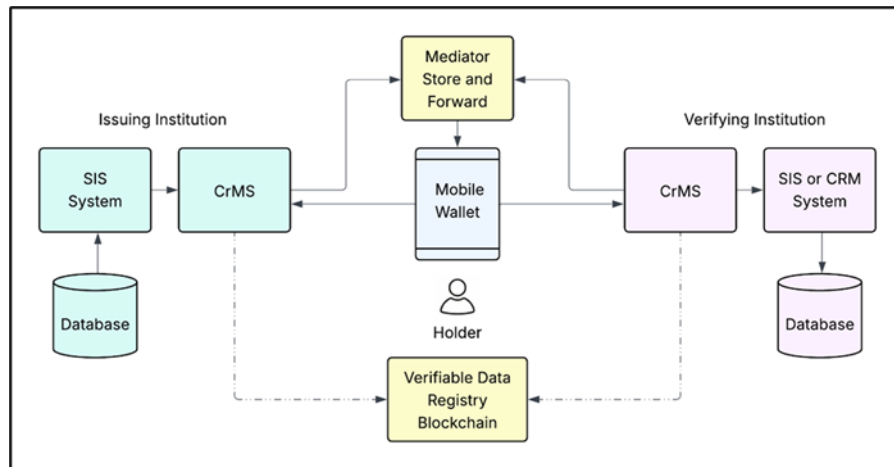 Mediator
Store and
Forward
Issuing Institution
Verifying Institution
SIS
System
CrMS
Mobile
Wallet
CrMS
SIS or CRM
System
Database
Holder
Database
Verifiable Data
Registry
Blockchain